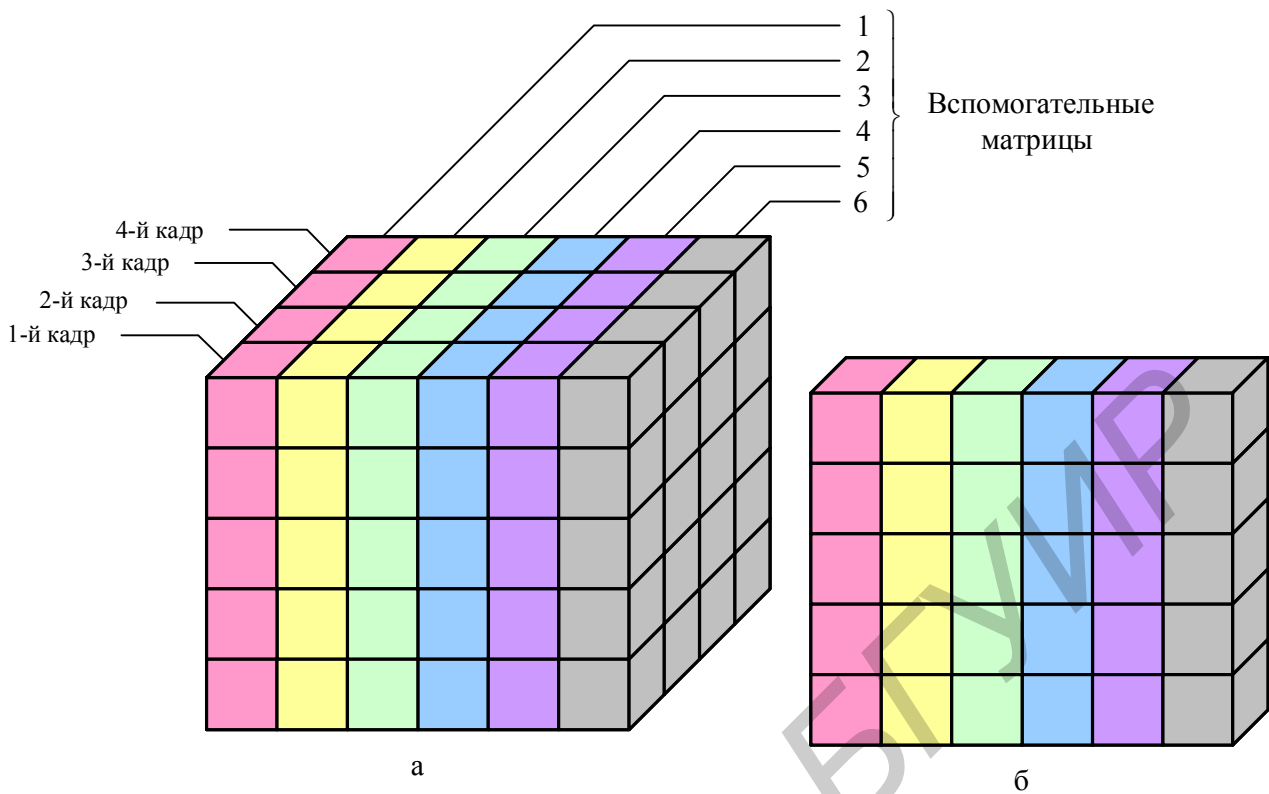 1
2
3
4
5
6
Вспомогательные
матрицы
4-й кадр
3-й кадр
2-й кадр
1-й кадр
а
б
БГУИР